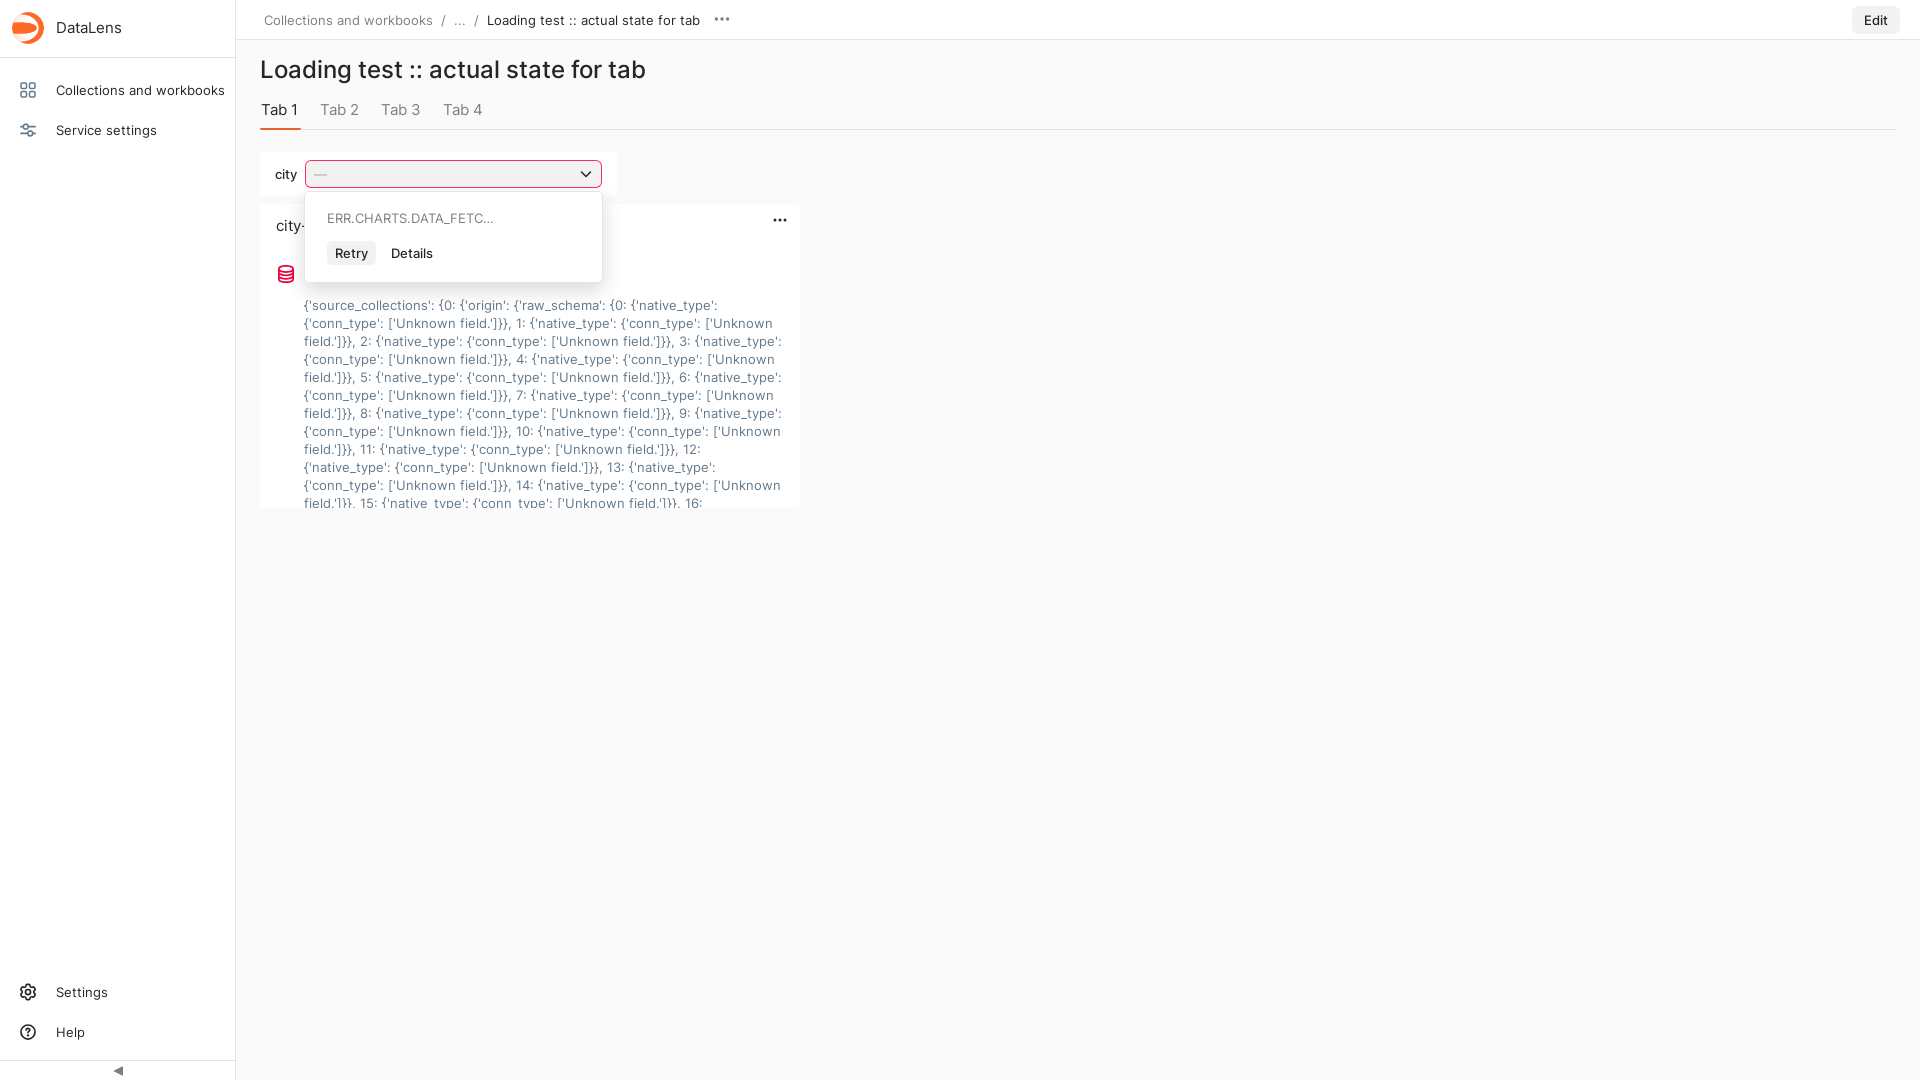 DataLens
Collections and workbooks / ... / Loading test :: actual state for tab
Edit
Collections and workbooks
Service settings
Loading test :: actual state for tab
Tab 1 Tab 2 Tab 3 Tab 4
city —
ERR.CHARTS.DATA_FETC...
Retry Details
city-
{'source_collections': {0: {'origin': {'raw_schema': {0: {'native_type':
{'conn_type': ['Unknown field.']}}, 1: {'native_type': {'conn_type': ['Unknown
field.']}}, 2: {'native_type': {'conn_type': ['Unknown field.']}}, 3: {'native_type':
{'conn_type': ['Unknown field.']}}, 4: {'native_type': {'conn_type': ['Unknown
field.']}}, 5: {'native_type': {'conn_type': ['Unknown field.']}}, 6: {'native_type':
{'conn_type': ['Unknown field.']}}, 7: {'native_type': {'conn_type': ['Unknown
field.']}}, 8: {'native_type': {'conn_type': ['Unknown field.']}}, 9: {'native_type':
{'conn_type': ['Unknown field.']}}, 10: {'native_type': {'conn_type': ['Unknown
field.']}}, 11: {'native_type': {'conn_type': ['Unknown field.']}}, 12:
{'native_type': {'conn_type': ['Unknown field.']}}, 13: {'native_type':
{'conn_type': ['Unknown field.']}}, 14: {'native_type': {'conn_type': ['Unknown
field.']}}, 15: {'native_type': {'conn_type': ['Unknown field.']}}, 16:
Settings
Help